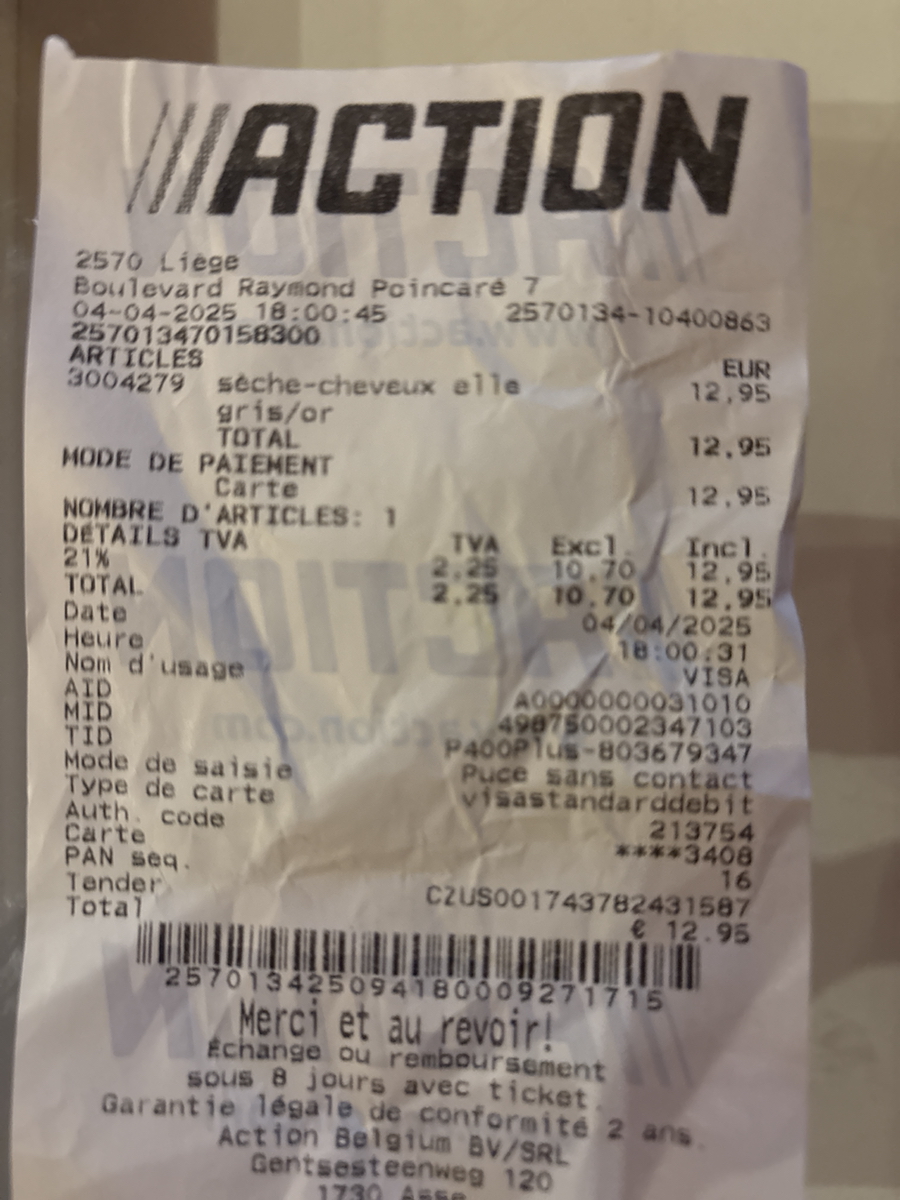 ACTION
2570 Liège
Boulevard Raymond Poincaré 7
04-04-2025 18:00:45 2570134-10400863
257013470158300
ARTICLES EUR
3004279 sèche-cheveux elle 12,95
gris/or
TOTAL 12,95
MODE DE PAIEMENT
Carte 12,95
NOMBRE D'ARTICLES: 1
DÉTAILS TVA TVA Excl. Incl.
21% 2,25 10,70 12,95
TOTAL 2,25 10,70 12,95
Date 04/04/2025
Heure 18:00:31
Nom d'usage VISA
AID A0000000031010
MID 498750002347103
TID P400Plus-803679347
Mode de saisie Puce sans contact
Type de carte visastandarddebit
Auth. code 213754
Carte ****3408
PAN seq. 16
Tender CZUS001743782431587
Total € 12.95
257013425094180009271715
Merci et au revoir!
Échange ou remboursement
sous 8 jours avec ticket.
Garantie légale de conformité 2 ans.
Action Belgium BV/SRL
Gentsesteenweg 120
1730 Asse